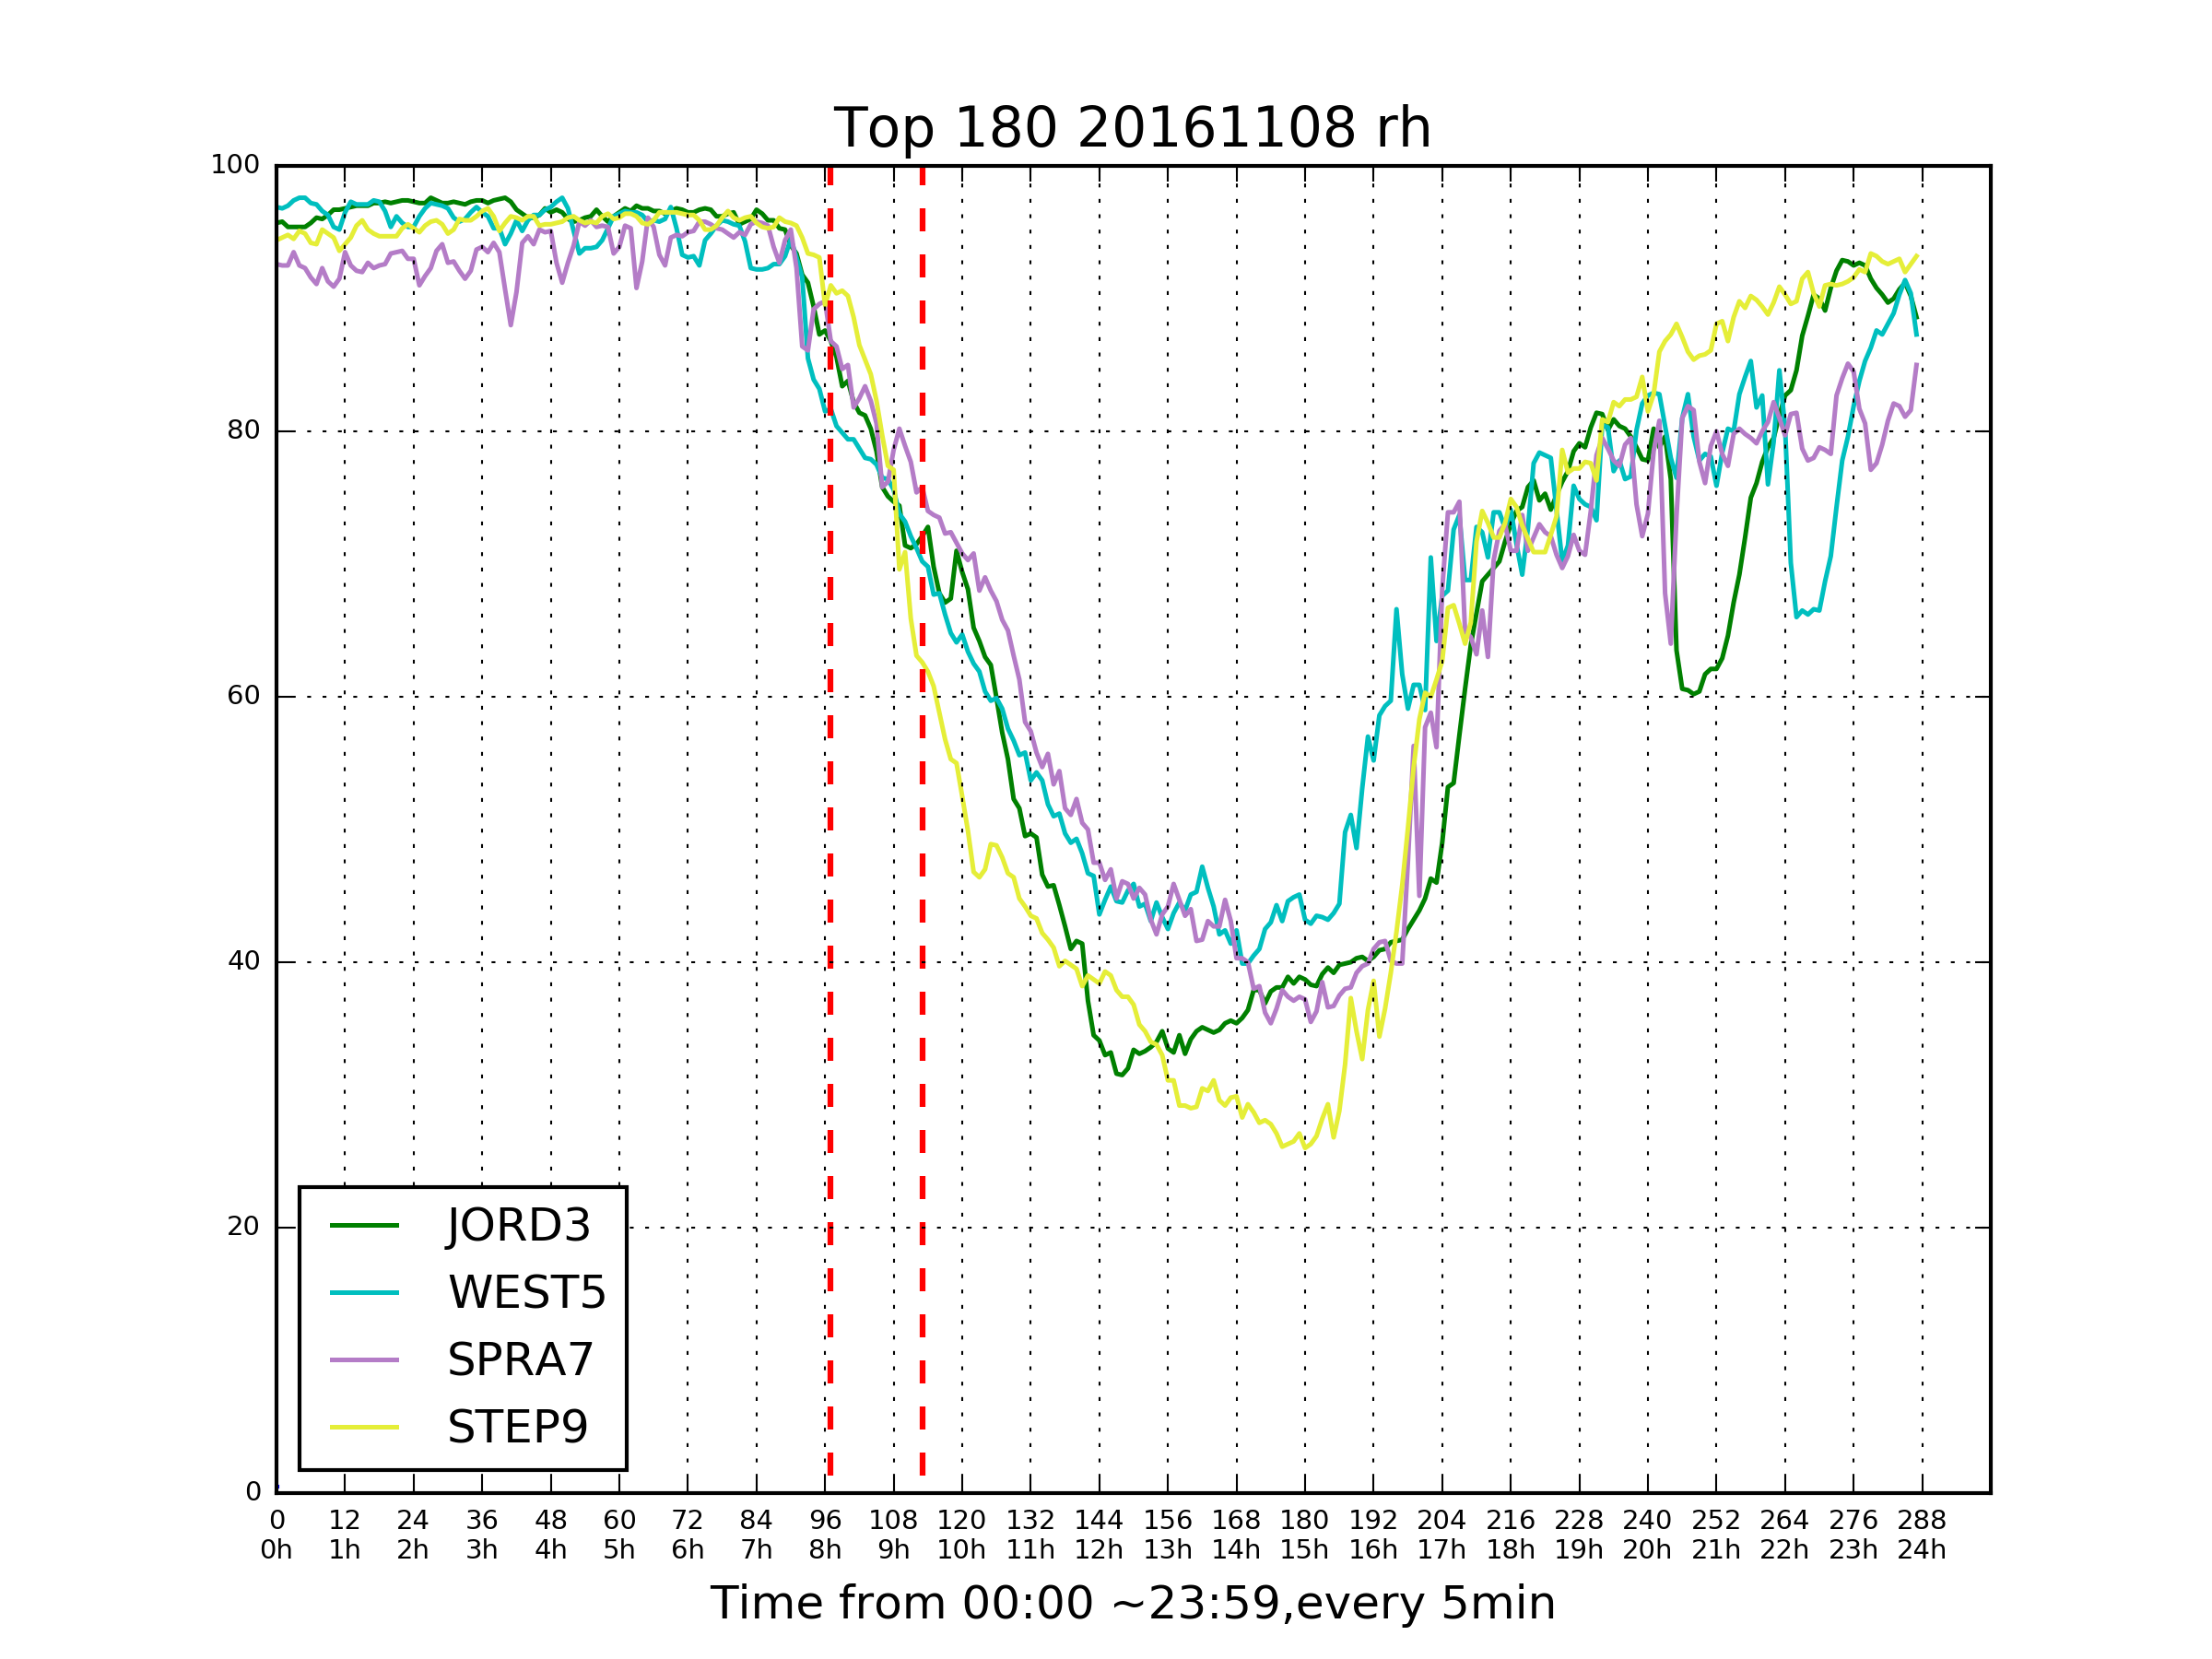 Top 180 20161108 rh
100
80
60
40
20
0
JORD3
WEST5
SPRA7
STEP9
0 12 24 36 48 60 72 84 96 108 120 132 144 156 168 180 192 204 216 228 240 252 264 276 288
0h 1h 2h 3h 4h 5h 6h 7h 8h 9h 10h 11h 12h 13h 14h 15h 16h 17h 18h 19h 20h 21h 22h 23h 24h
Time from 00:00 ~23:59,every 5min